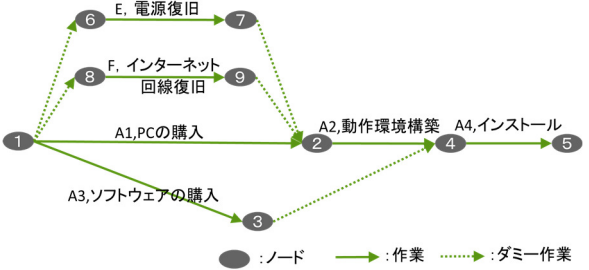 E, 電源復旧
6
7
F, インターネット
回線復旧
8
9
A1,PCの購入
A2,動作環境構築
A4,インストール
1
2
4
5
A3,ソフトウェアの購入
3
:ノード
:作業
:ダミー作業